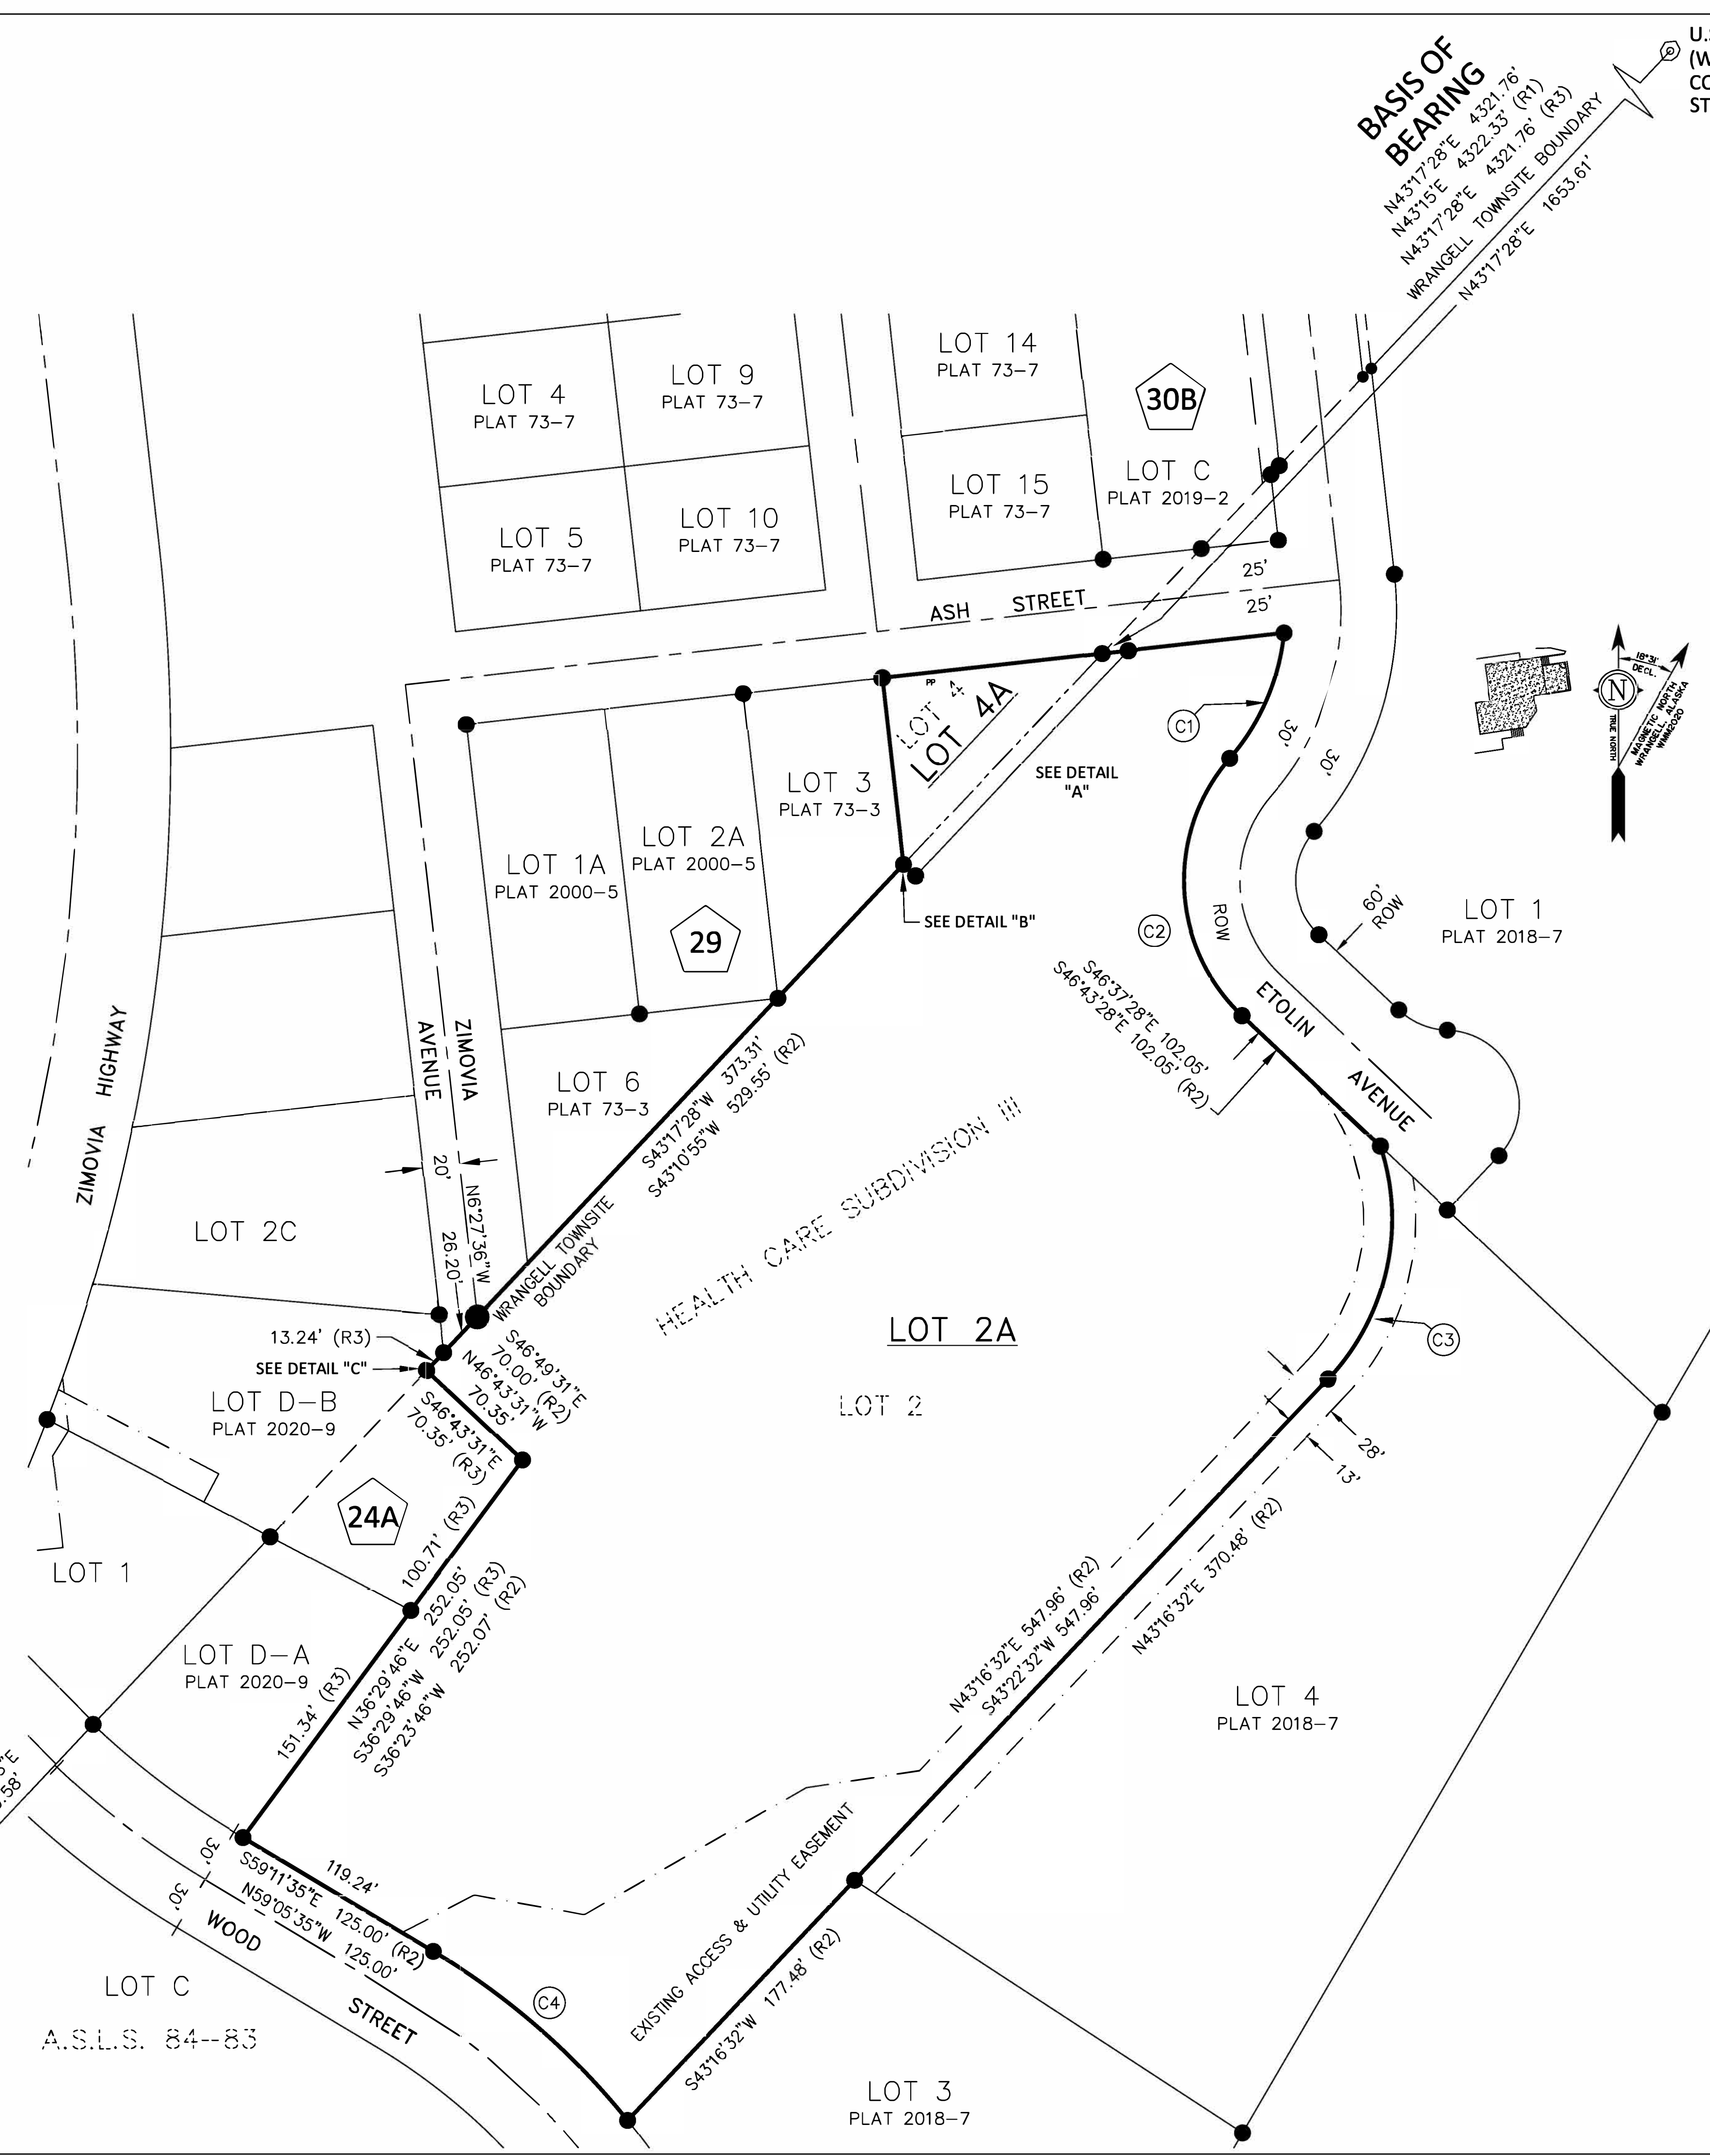 U.S
(W
CO
ST
BASIS OF
BEARING
N43°17'28"E 4321.76'
N43°15'E 4322.33' (R1)
N43°17'28"E 4321.76' (R3)
WRANGELL TOWNSITE BOUNDARY
N43°17'28"E 1653.61'
LOT 4
PLAT 73-7
LOT 9
PLAT 73-7
LOT 14
PLAT 73-7
30B
LOT 5
PLAT 73-7
LOT 10
PLAT 73-7
LOT 15
PLAT 73-7
LOT C
PLAT 2019-2
25'
25'
ASH STREET
PP
LOT 4
LOT 4A
C1
30'
30'
SEE DETAIL
"A"
18°31'
DECL.
N
TRUE NORTH
MAGNETIC NORTH
WRANGELL, ALASKA
WMM2020
LOT 3
PLAT 73-3
LOT 2A
PLAT 2000-5
LOT 1A
PLAT 2000-5
29
SEE DETAIL "B"
C2
ROW
60'
ROW
LOT 1
PLAT 2018-7
S46°37'28"E 102.05'
S46°43'28"E 102.05' (R2)
ETOLIN
AVENUE
ZIMOVIA HIGHWAY
ZIMOVIA
AVENUE
LOT 6
PLAT 73-3
S43°17'28"W 373.31'
S43°10'55"W 529.55' (R2)
20'
N6°27'36"W
26.20'
WRANGELL TOWNSITE
BOUNDARY
HEALTH CARE SUBDIVISION III
LOT 2C
13.24' (R3)
SEE DETAIL "C"
LOT D-B
PLAT 2020-9
S46°49'31"E
70.00' (R2)
N46°43'31"W
70.35'
S46°43'31"E
70.35' (R3)
LOT 2A
LOT 2
C3
28'
13'
24A
LOT 1
100.71' (R3)
N36°29'46"E 252.05'
S36°29'46"W 252.05' (R3)
S36°23'46"W 252.07' (R2)
LOT D-A
PLAT 2020-9
151.34' (R3)
N43°16'32"E 547.96' (R2)
S43°22'32"W 547.96'
N43°16'32"E 370.48' (R2)
LOT 4
PLAT 2018-7
"E
.58'
30'
30'
119.24'
S59°11'35"E 125.00' (R2)
N59°05'35"W 125.00'
WOOD
STREET
EXISTING ACCESS & UTILITY EASEMENT
S43°16'32"W 177.48' (R2)
C4
LOT C
A.S.L.S. 84-83
LOT 3
PLAT 2018-7